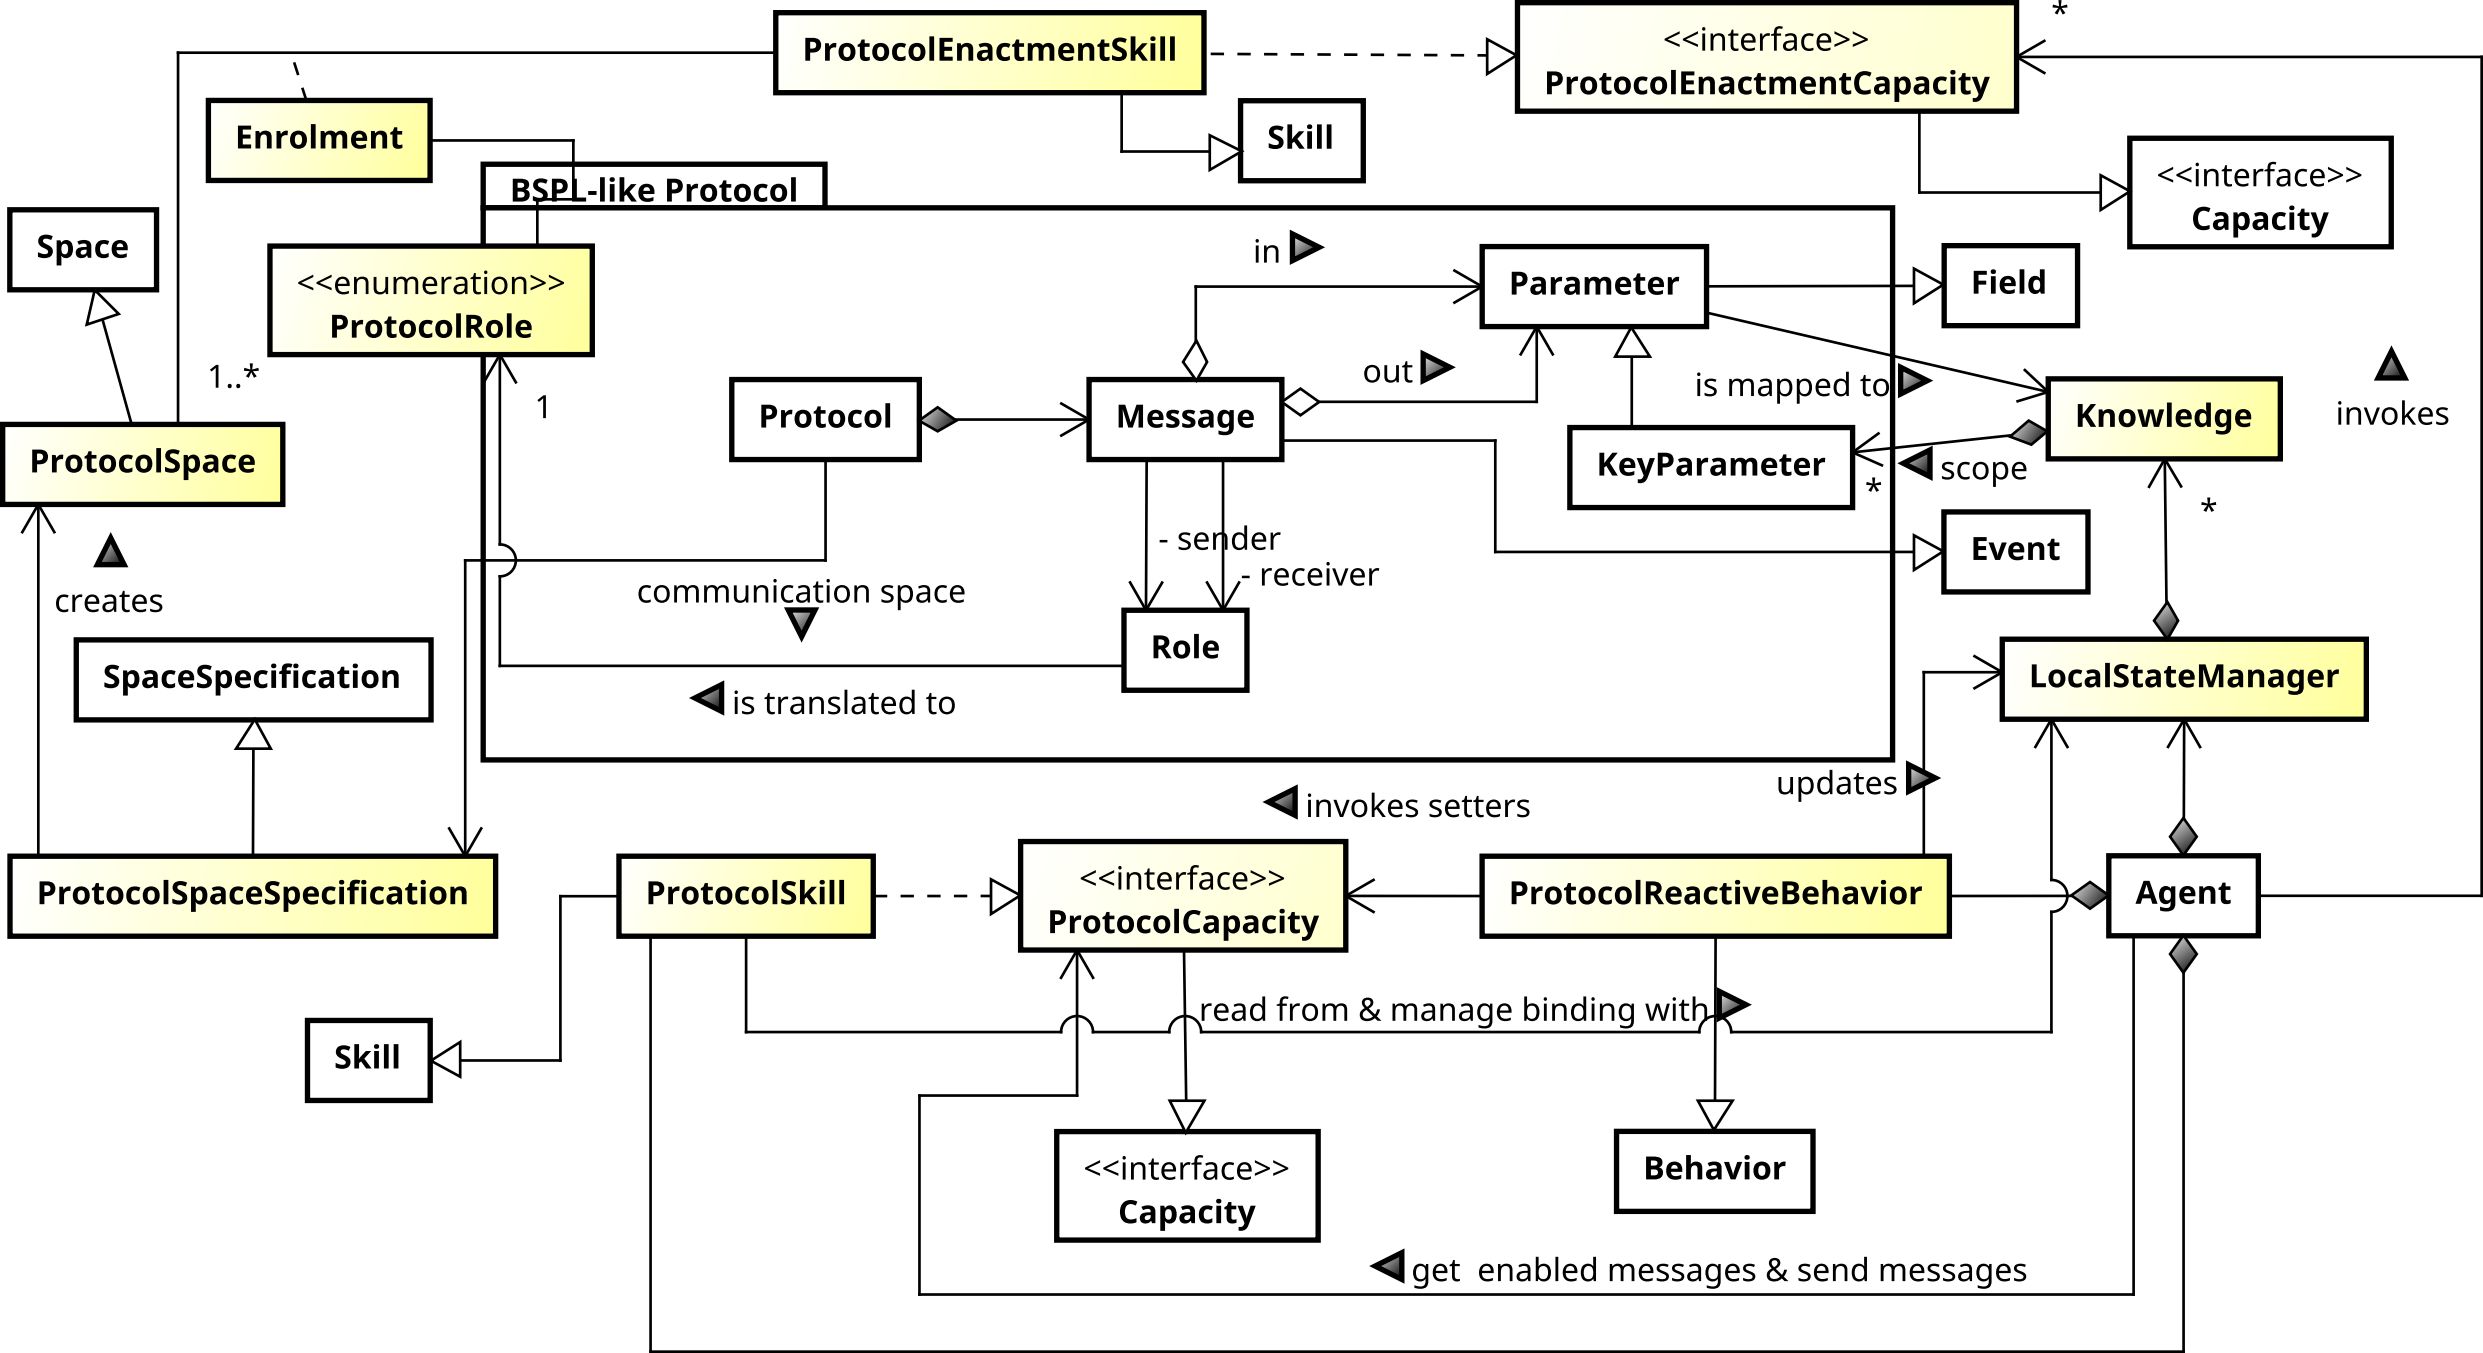 *
ProtocolEnactmentSkill
<<interface>>
ProtocolEnactmentCapacity
Enrolment
Skill
<<interface>>
Capacity
BSPL-like Protocol
Space
<<enumeration>>
ProtocolRole
in
Parameter
Field
1..*
1
out
is mapped to
invokes
Protocol
Message
Knowledge
ProtocolSpace
KeyParameter
scope
*
*
- sender
Event
- receiver
creates
communication space
Role
SpaceSpecification
LocalStateManager
is translated to
updates
invokes setters
ProtocolSpaceSpecification
ProtocolSkill
<<interface>>
ProtocolCapacity
ProtocolReactiveBehavior
Agent
read from & manage binding with
Skill
<<interface>>
Capacity
Behavior
get  enabled messages & send messages